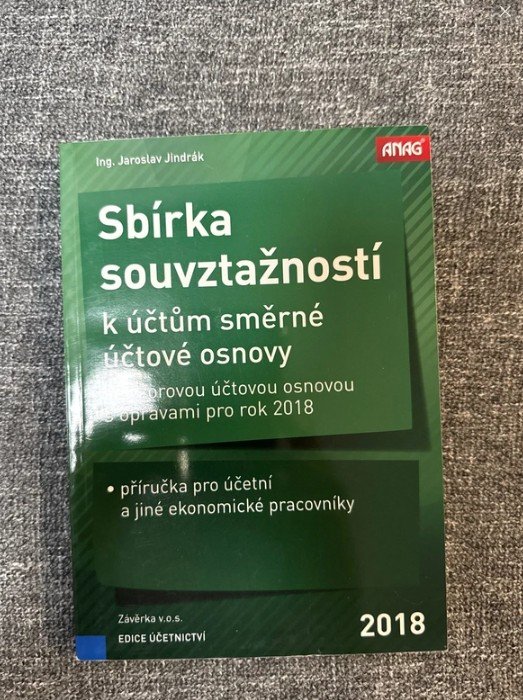 Ing. Jaroslav Jindrák
ANAG
Sbírka
souvztažností
k účtům směrné
účtové osnovy
účtovou osnovou
opravami pro rok 2018
• příručka pro účetní
a jiné ekonomické pracovníky
Závěrka v.o.s.
EDICE ÚČETNICTVÍ
2018